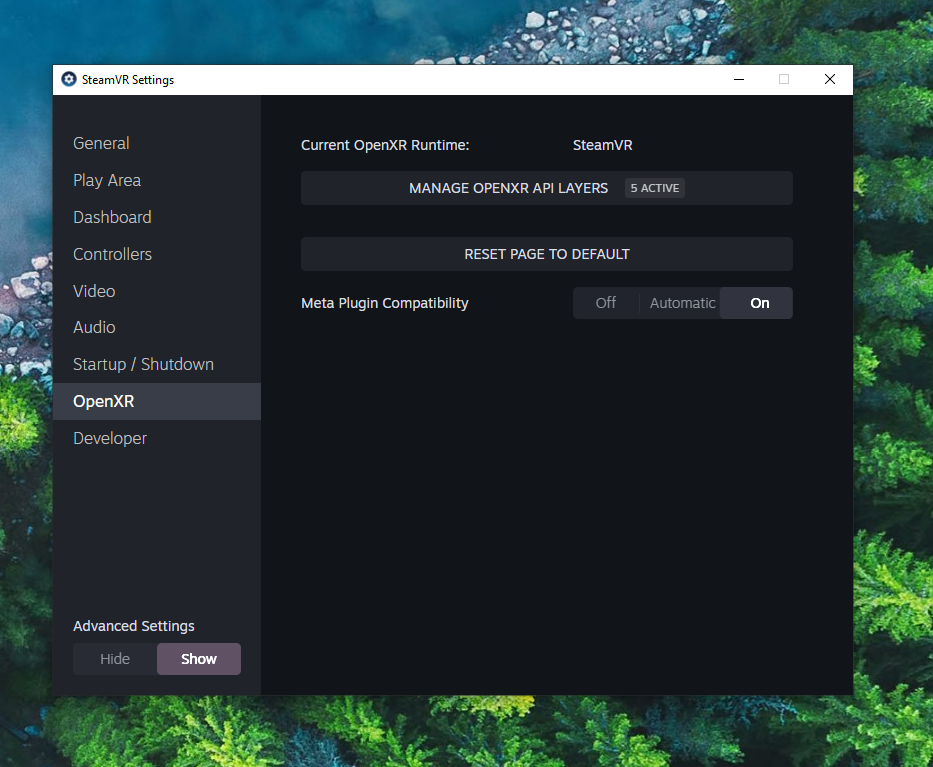 SteamVR Settings
General
Play Area
Dashboard
Controllers
Video
Audio
Startup / Shutdown
OpenXR
Developer
Advanced Settings
Hide Show
Current OpenXR Runtime: SteamVR
MANAGE OPENXR API LAYERS 5 ACTIVE
RESET PAGE TO DEFAULT
Meta Plugin Compatibility Off Automatic On